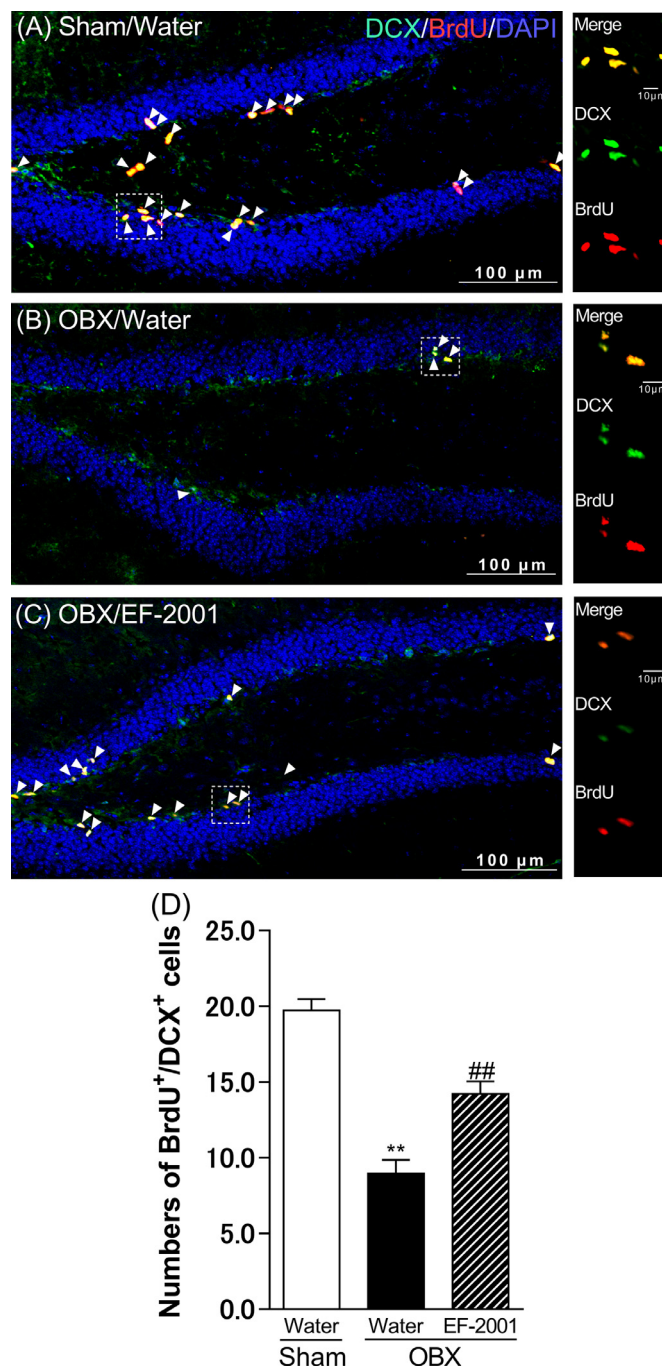 (A) Sham/Water
DCX/BrdU/DAPI
100 µm
Merge
10µm
DCX
BrdU
(B) OBX/Water
100 µm
Merge
10µm
DCX
BrdU
(C) OBX/EF-2001
100 µm
Merge
10µm
DCX
BrdU
(D)
Numbers of BrdU⁺/DCX⁺ cells
25.0
20.0
15.0
10.0
5.0
0.0
**
##
Water Water EF-2001
Sham OBX